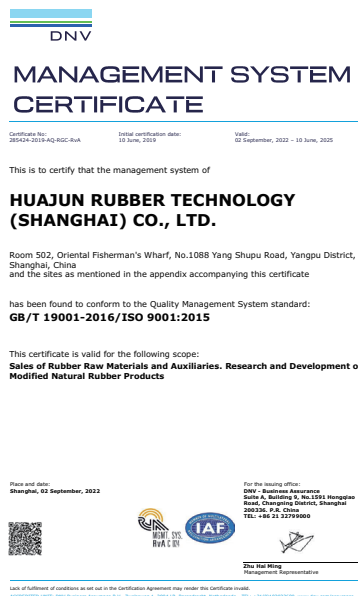 DNV
MANAGEMENT SYSTEM
CERTIFICATE
Certificate No:
285424-2019-AQ-RGC-RvA
Initial certification date:
10 June, 2019
Valid:
02 September, 2022 – 10 June, 2025
This is to certify that the management system of
HUAJUN RUBBER TECHNOLOGY
(SHANGHAI) CO., LTD.
Room 502, Oriental Fisherman's Wharf, No.1088 Yang Shupu Road, Yangpu District,
Shanghai, China
and the sites as mentioned in the appendix accompanying this certificate
has been found to conform to the Quality Management System standard:
GB/T 19001-2016/ISO 9001:2015
This certificate is valid for the following scope:
Sales of Rubber Raw Materials and Auxiliaries. Research and Development o
Modified Natural Rubber Products
Place and date:
Shanghai, 02 September, 2022
MGMT. SYS.
RvA C 024
IAF
For the issuing office:
DNV - Business Assurance
Suite A, Building 9, No.1591 Hongqiao
Road, Changning District, Shanghai
200336. P.R. China
TEL: +86 21 32799000
Zhu Hai Ming
Management Representative
Lack of fulfilment of conditions as set out in the Certification Agreement may render this Certificate invalid.